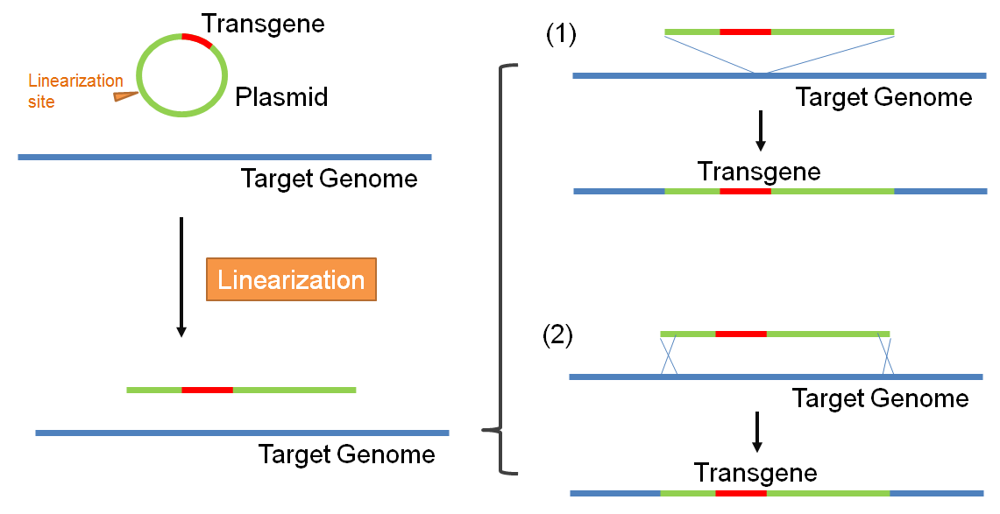 Transgene
Linearization
site
Plasmid
Target Genome
Linearization
Target Genome
(1)
Target Genome
Transgene
(2)
Target Genome
Transgene